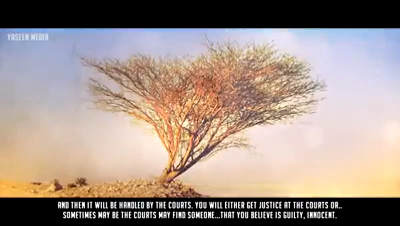 YASEEN MEDIA
AND THEN IT WILL BE HANDLED BY THE COURTS. YOU WILL EITHER GET JUSTICE AT THE COURTS OR..
SOMETIMES MAY BE THE COURTS MAY FIND SOMEONE...THAT YOU BELIEVE IS GUILTY, INNOCENT.